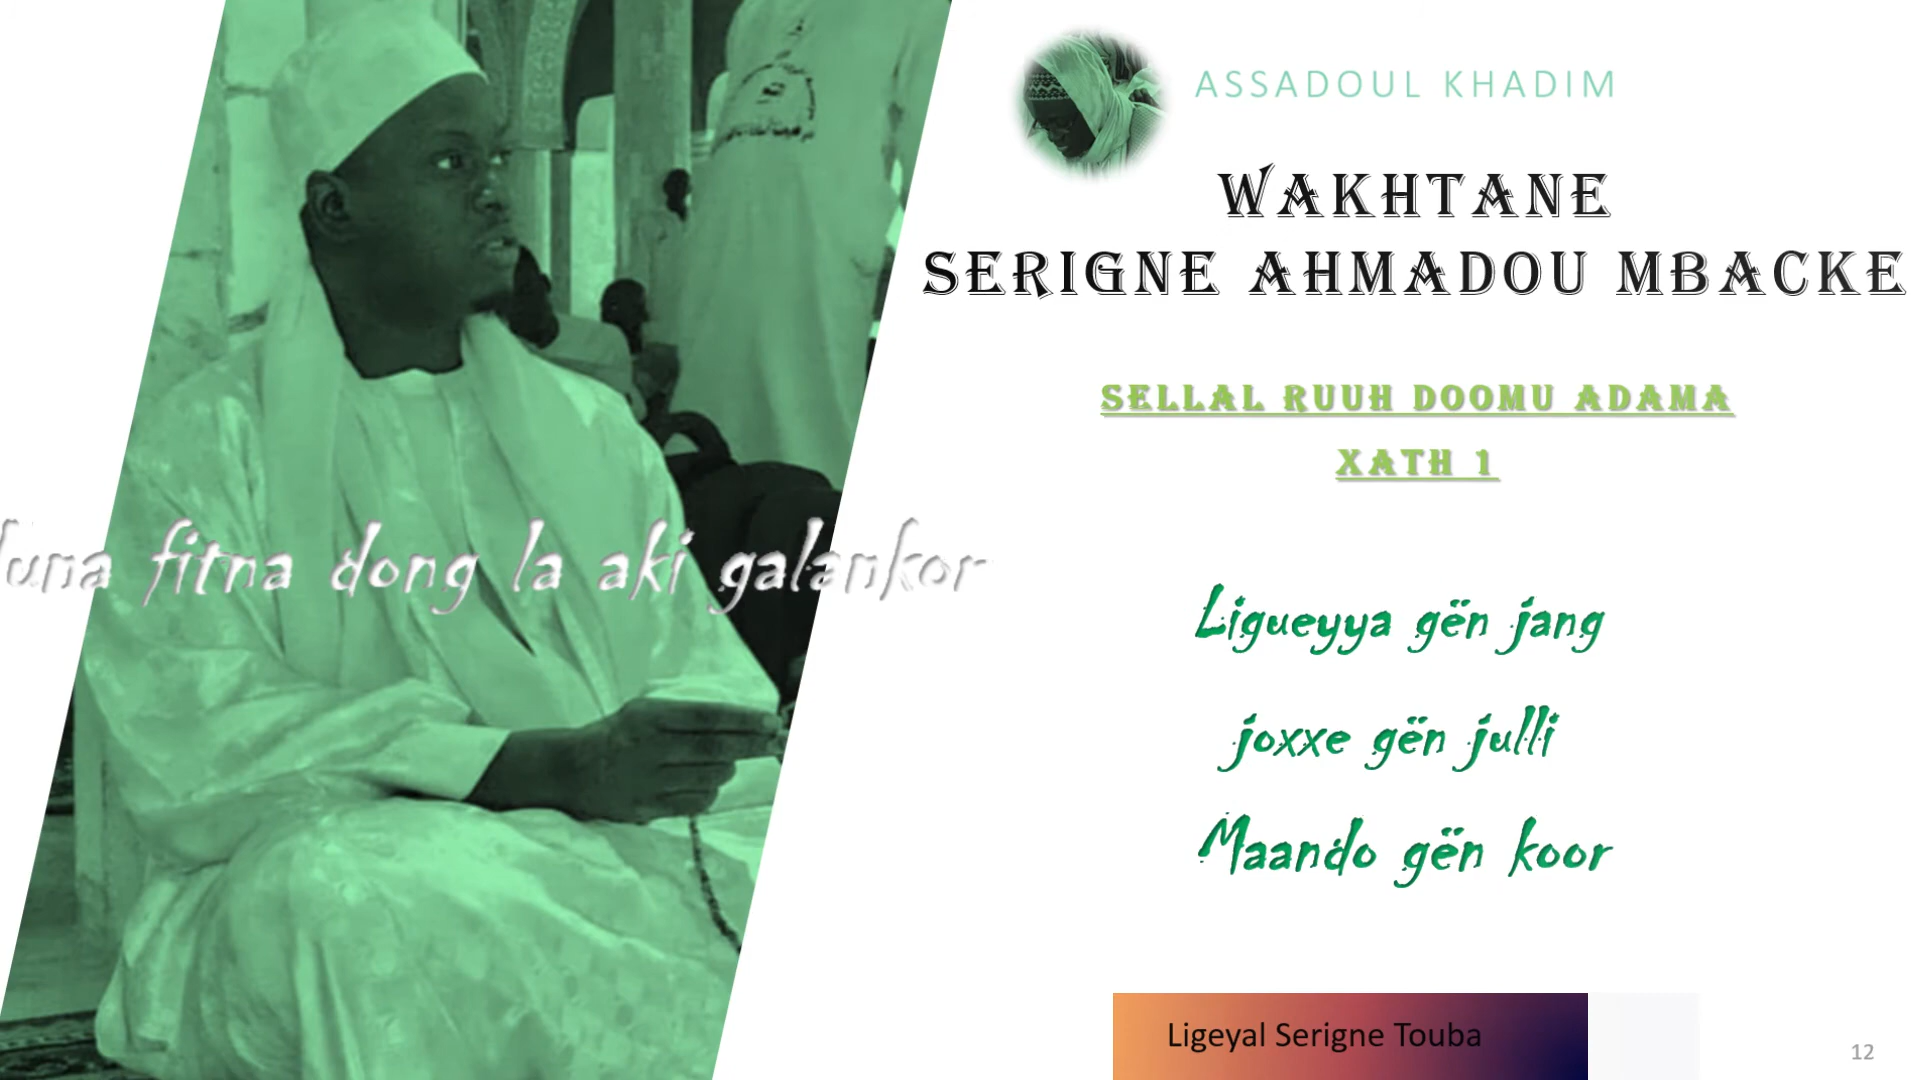 ASSADOUL KHADIM
WAKHTANE
SERIGNE AHMADOU MBACKE
SELLAL RUUH DOOMU ADAMA
XATH 1
fitna dong la aki galankor
Ligueyya gën jang
joxxe gën julli
Maando gën koor
Ligeyal Serigne Touba
12